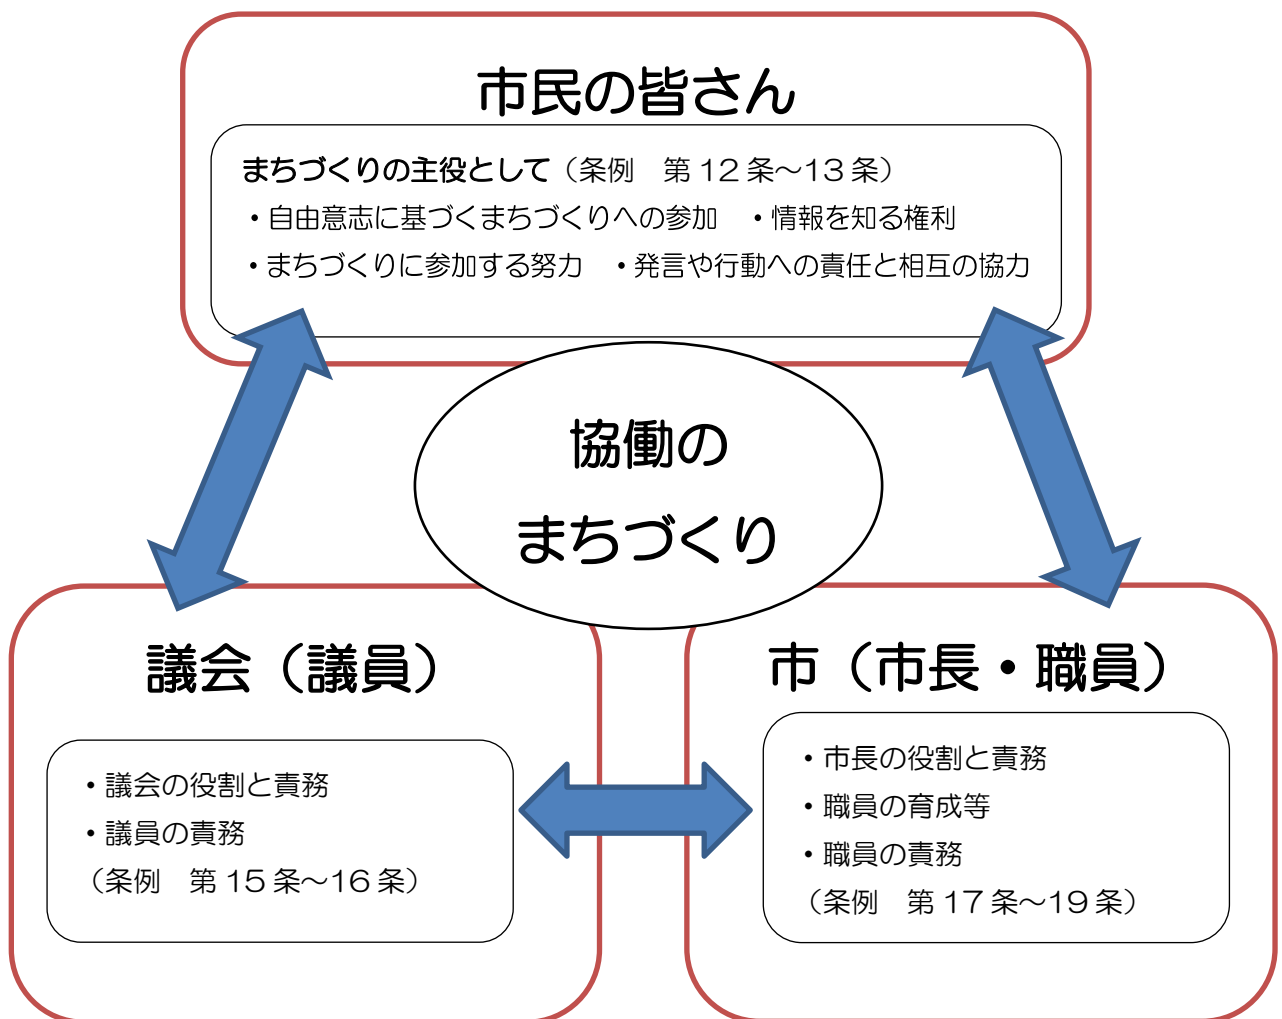 市民の皆さん
まちづくりの主役として（条例　第12条～13条）
・自由意志に基づくまちづくりへの参加　・情報を知る権利
・まちづくりに参加する努力　・発言や行動への責任と相互の協力
協働の
まちづくり
議会（議員）
・議会の役割と責務
・議員の責務
（条例　第15条～16条）
市（市長・職員）
・市長の役割と責務
・職員の育成等
・職員の責務
（条例　第17条～19条）